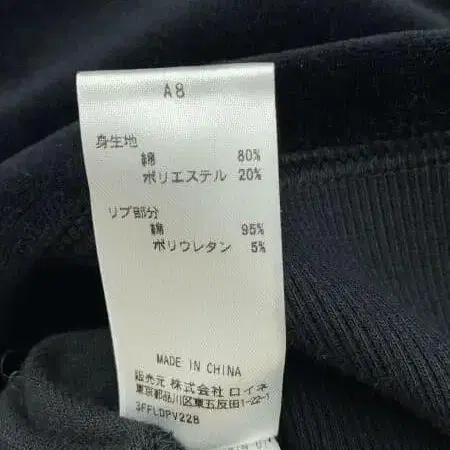 A8
身生地
綿 80%
ポリエステル 20%
リブ部分
綿 95%
ポリウレタン 5%
MADE IN CHINA
販売元 株式会社 ロイネ
東京都品川区東五反田1-22-1
3FFLDPV228